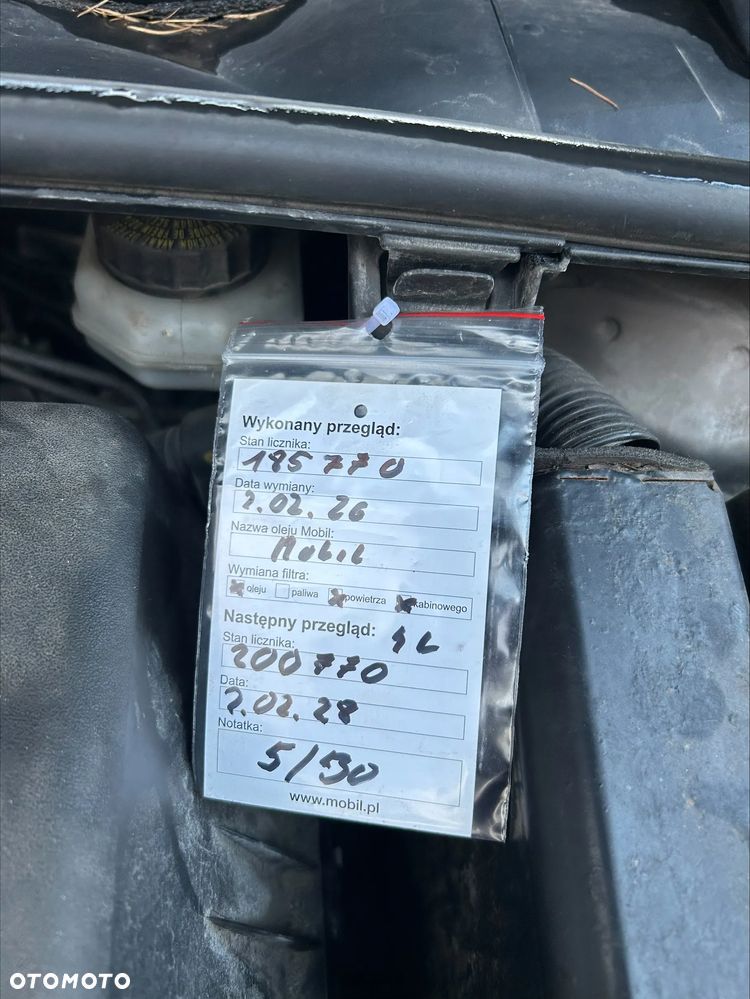 Wykonany przegląd:
Stan licznika:
185 770
Data wymiany:
2.02.26
Nazwa oleju Mobil:
Mobil
Wymiana filtra:
oleju paliwa powietrza kabinowego
Następny przegląd: 4L
Stan licznika:
200 770
Data:
2.02.28
Notatka:
5/30
www.mobil.pl
OTOMOTO